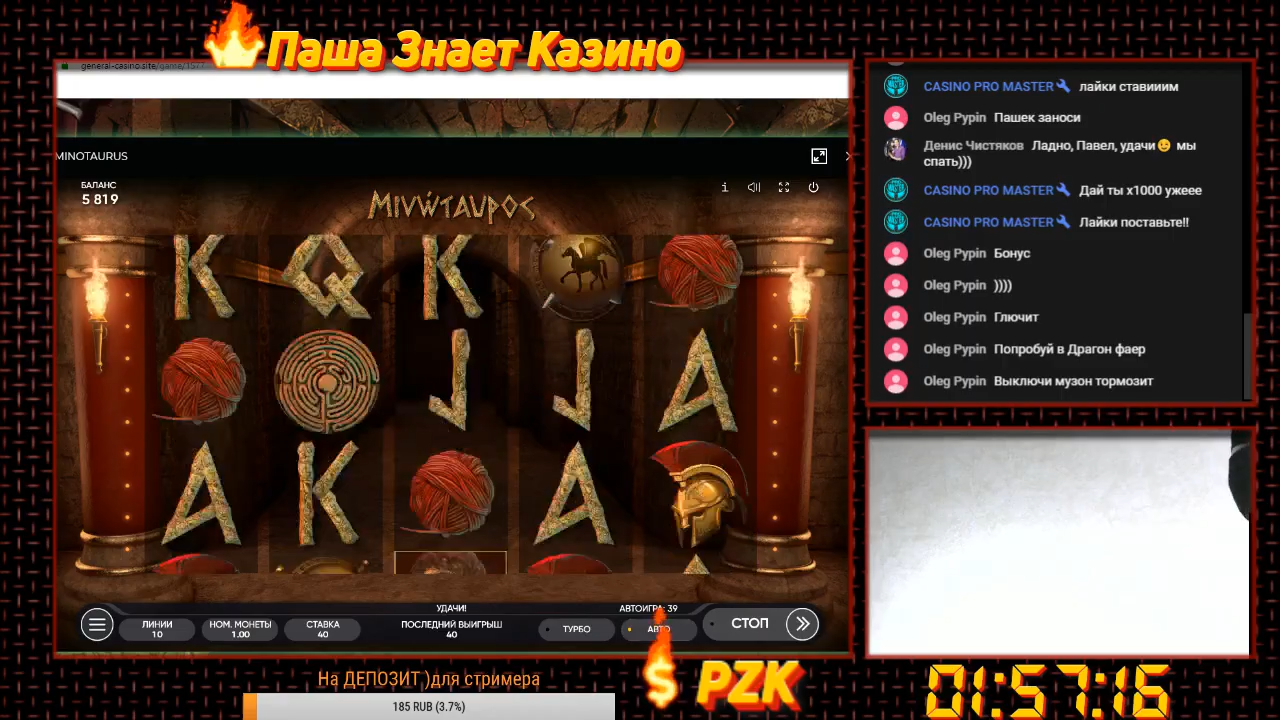 Паша Знает Казино
general-casino.site/game/1577
MINOTAURUS
БАЛАНС
5 819
MINѠTAUPOC
K Q K
J J A
A K A
ЛИНИИ
10
НОМ. МОНЕТЫ
1.00
СТАВКА
40
УДАЧИ!
ПОСЛЕДНИЙ ВЫИГРЫШ
40
АВТОИГРА: 39
ТУРБО
АВТО
СТОП
На ДЕПОЗИТ )для стримера
185 RUB (3.7%)
$ PZK
CASINO PRO MASTER лайки ставииим
Oleg Pypin Пашек заноси
Денис Чистяков Ладно, Павел, удачи😉 мы
спать)))
CASINO PRO MASTER Дай ты х1000 ужеее
CASINO PRO MASTER Лайки поставьте!!
Oleg Pypin Бонус
Oleg Pypin ))))
Oleg Pypin Глючит
Oleg Pypin Попробуй в Драгон фаер
Oleg Pypin Выключи музон тормозит
01:57:16